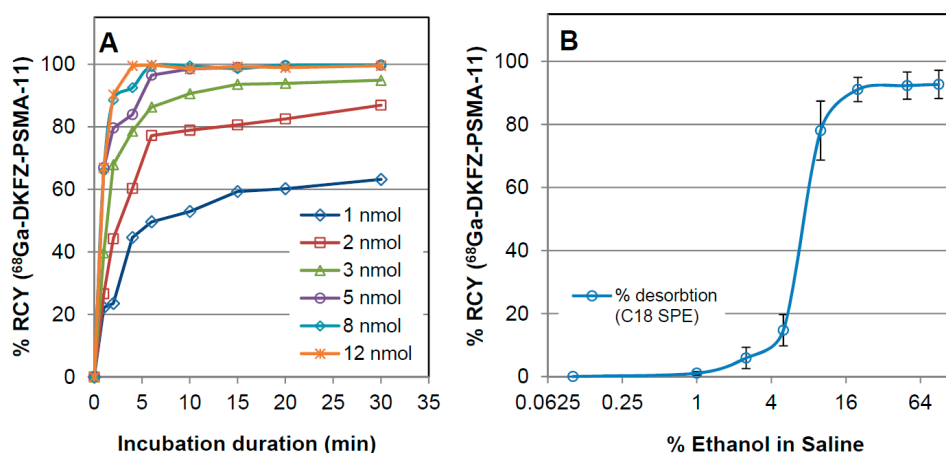 A
% RCY (⁶⁸Ga-DKFZ-PSMA-11)
100
80
60
40
20
0
0 5 10 15 20 25 30 35
Incubation duration (min)
1 nmol
2 nmol
3 nmol
5 nmol
8 nmol
12 nmol
B
% RCY (⁶⁸Ga-DKFZ-PSMA-11)
100
80
60
40
20
0
0.0625 0.25 1 4 16 64
% Ethanol in Saline
% desorbtion
(C18 SPE)